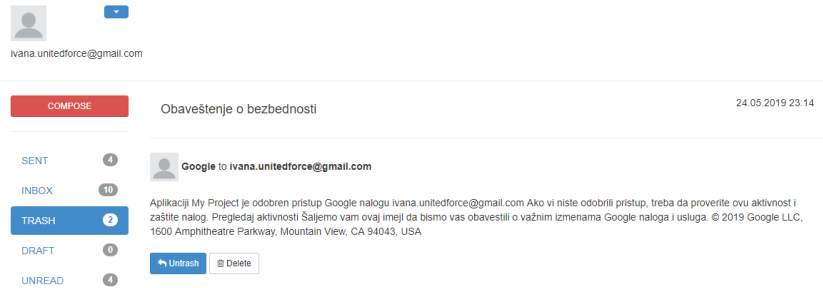 ivana.unitedforce@gmail.com
COMPOSE
Obaveštenje o bezbednosti
24.05.2019 23:14
SENT 4
INBOX 10
TRASH 2
DRAFT 0
UNREAD 4
Google to ivana.unitedforce@gmail.com
Aplikaciji My Project je odobren pristup Google nalogu ivana.unitedforce@gmail.com Ako vi niste odobrili pristup, treba da proverite ovu aktivnost i
zaštite nalog. Pregledaj aktivnosti Šaljemo vam ovaj imejl da bismo vas obavestili o važnim izmenama Google naloga i usluga. © 2019 Google LLC,
1600 Amphitheatre Parkway, Mountain View, CA 94043, USA
Untrash Delete